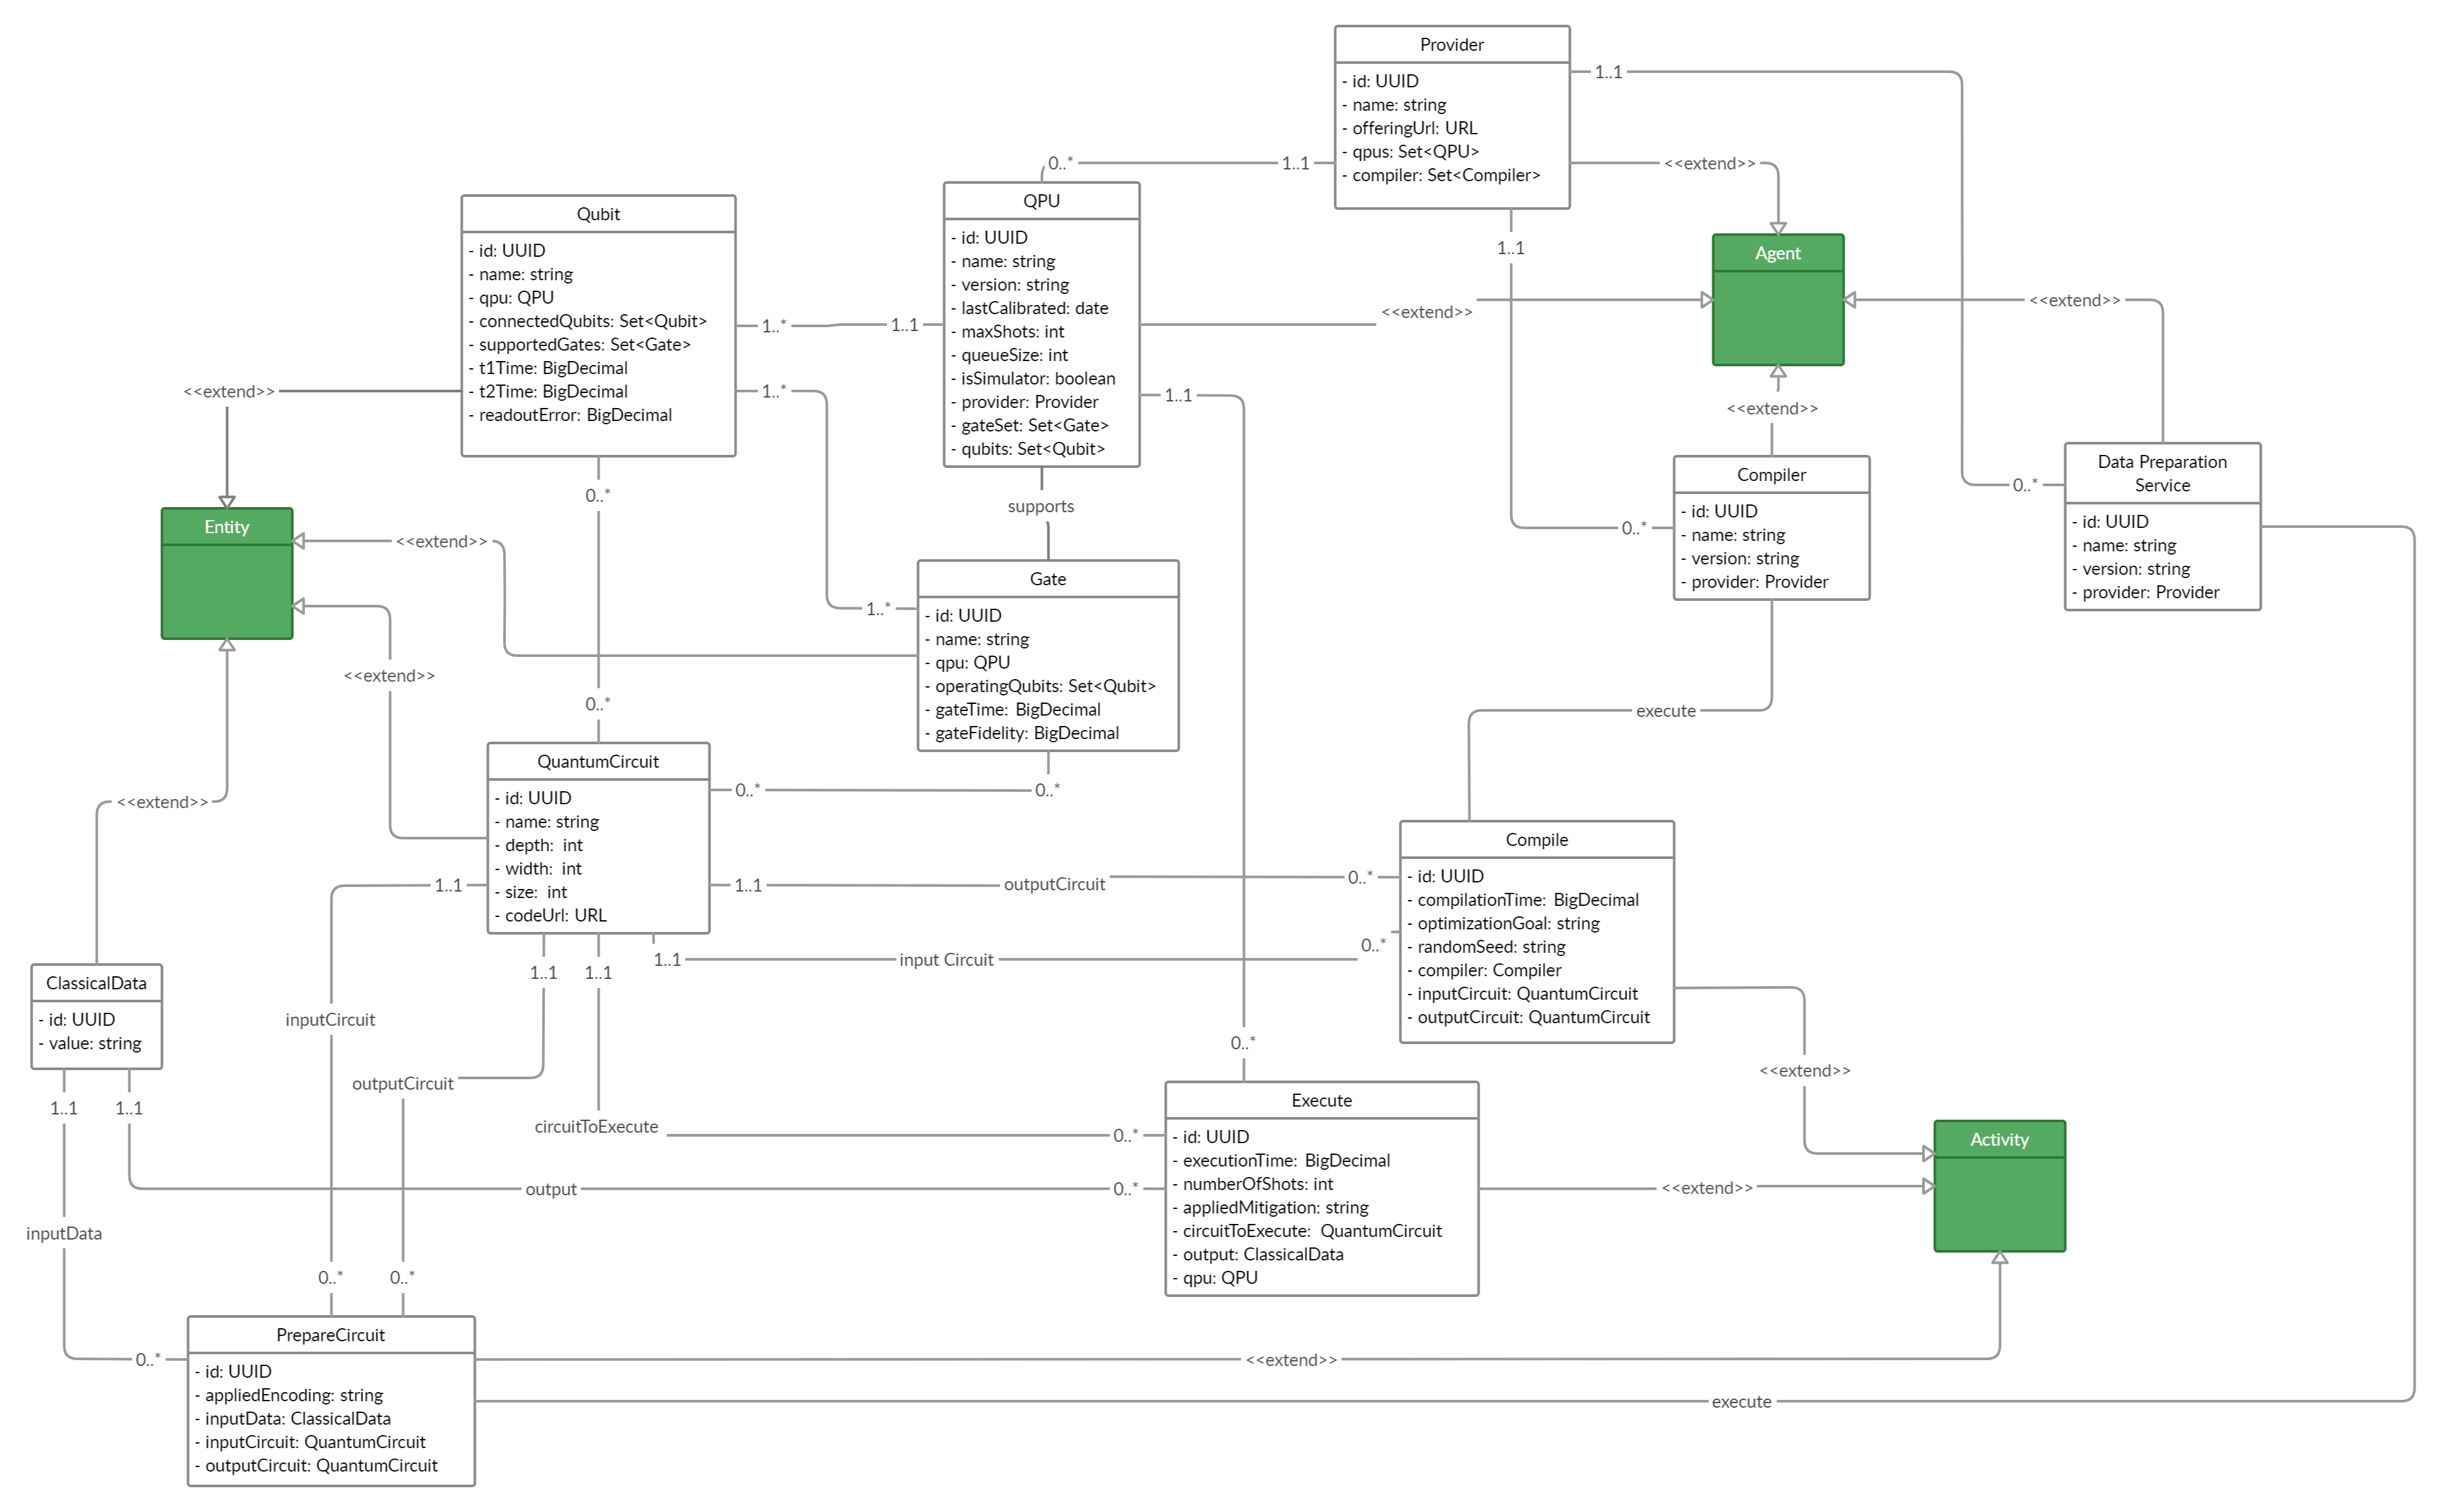 Provider
- id: UUID
- name: string
- offeringUrl: URL
- qpus: Set<QPU>
- compiler: Set<Compiler>
1..1
<<extend>>
0..*
1..1
1..1
Qubit
- id: UUID
- name: string
- qpu: QPU
- connectedQubits: Set<Qubit>
- supportedGates: Set<Gate>
- t1Time: BigDecimal
- t2Time: BigDecimal
- readoutError: BigDecimal
1..*
1..1
1..*
<<extend>>
0..*
QPU
- id: UUID
- name: string
- version: string
- lastCalibrated: date
- maxShots: int
- queueSize: int
- isSimulator: boolean
- provider: Provider
- gateSet: Set<Gate>
- qubits: Set<Qubit>
<<extend>>
1..1
supports
Agent
<<extend>>
<<extend>>
Compiler
- id: UUID
- name: string
- version: string
- provider: Provider
0..*
Data Preparation
Service
- id: UUID
- name: string
- version: string
- provider: Provider
0..*
Entity
<<extend>>
<<extend>>
<<extend>>
Gate
- id: UUID
- name: string
- qpu: QPU
- operatingQubits: Set<Qubit>
- gateTime: BigDecimal
- gateFidelity: BigDecimal
1..*
0..*
execute
0..*
QuantumCircuit
- id: UUID
- name: string
- depth: int
- width: int
- size: int
- codeUrl: URL
0..*
1..1
1..1
outputCircuit
0..*
1..1
input Circuit
0..*
1..1
1..1
Compile
- id: UUID
- compilationTime: BigDecimal
- optimizationGoal: string
- randomSeed: string
- compiler: Compiler
- inputCircuit: QuantumCircuit
- outputCircuit: QuantumCircuit
<<extend>>
ClassicalData
- id: UUID
- value: string
1..1
1..1
inputCircuit
outputCircuit
circuitToExecute
0..*
output
0..*
0..*
Execute
- id: UUID
- executionTime: BigDecimal
- numberOfShots: int
- appliedMitigation: string
- circuitToExecute: QuantumCircuit
- output: ClassicalData
- qpu: QPU
<<extend>>
Activity
inputData
0..*
0..*
0..*
PrepareCircuit
- id: UUID
- appliedEncoding: string
- inputData: ClassicalData
- inputCircuit: QuantumCircuit
- outputCircuit: QuantumCircuit
<<extend>>
execute